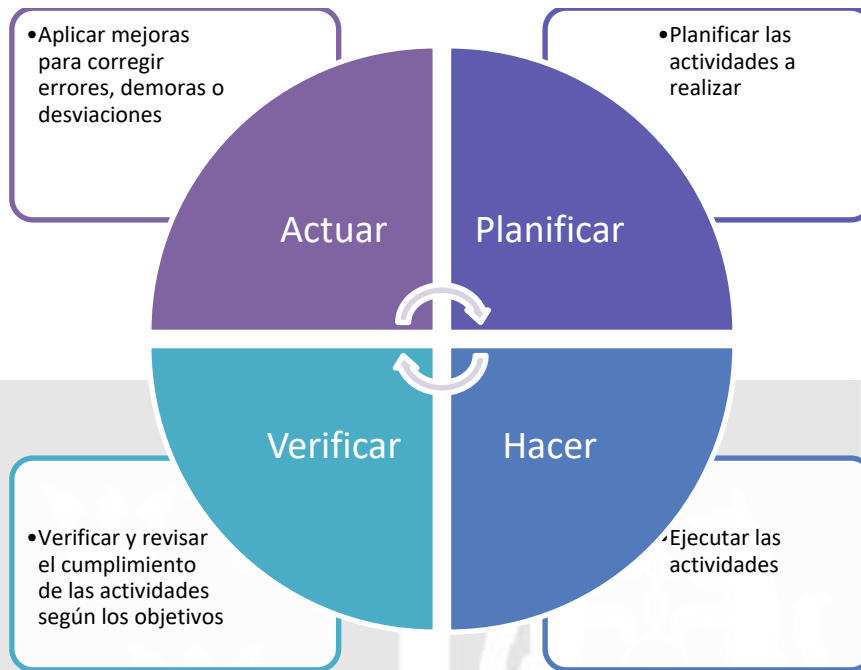 •Aplicar mejoras
para corregir
errores, demoras o
desviaciones
•Planificar las
actividades a
realizar
Actuar
Planificar
Verificar
Hacer
•Verificar y revisar
el cumplimiento
de las actividades
según los objetivos
•Ejecutar las
actividades